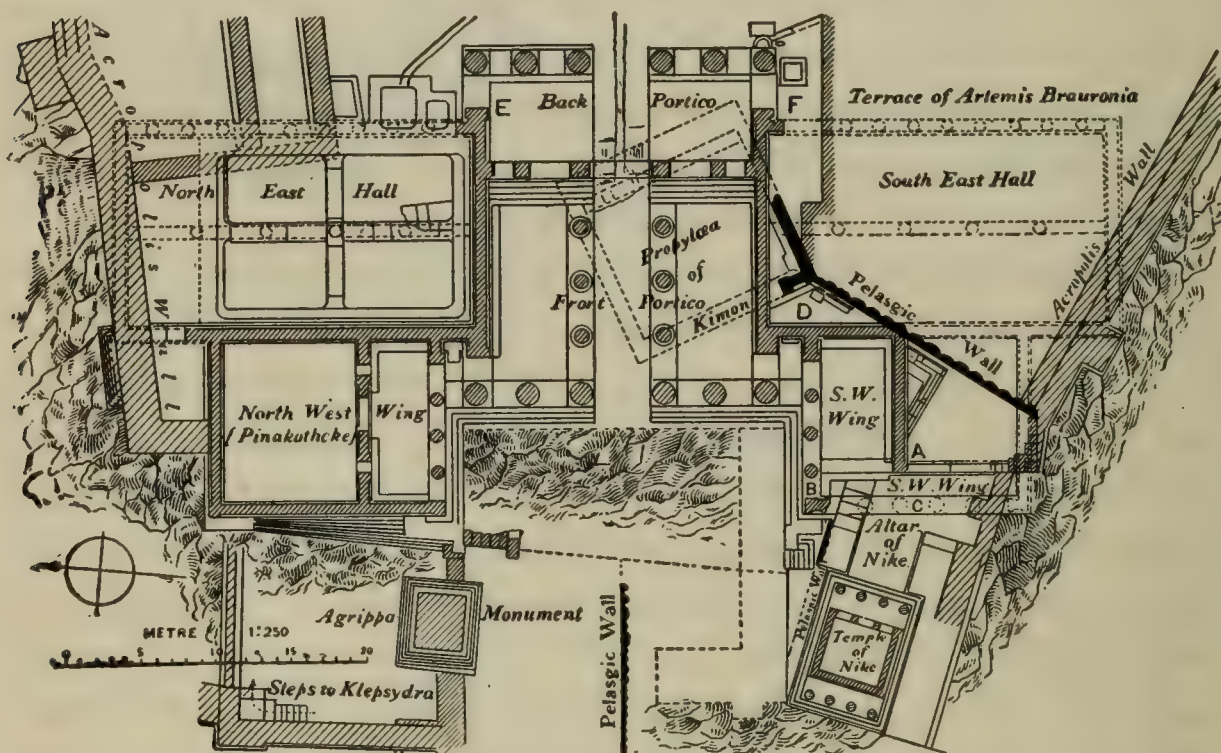 Acropolis Wall
E
Back Portico
F
Terrace of Artemis Brauronia
North East Hall
South East Hall
Acropolis Wall
Propylæa
of
Kimon
Front Portico
D
Pelasgic
Wall
North West Wing
(Pinakothcke)
S.W.
Wing
A
B
S.W. Wing
C
Altar
of
Nike
Agrippa Monument
METRE 1:250
5 10 15 20
Steps to Klepsydra
Pelasgic Wall
Pelasgic W.
Temple
of
Nike